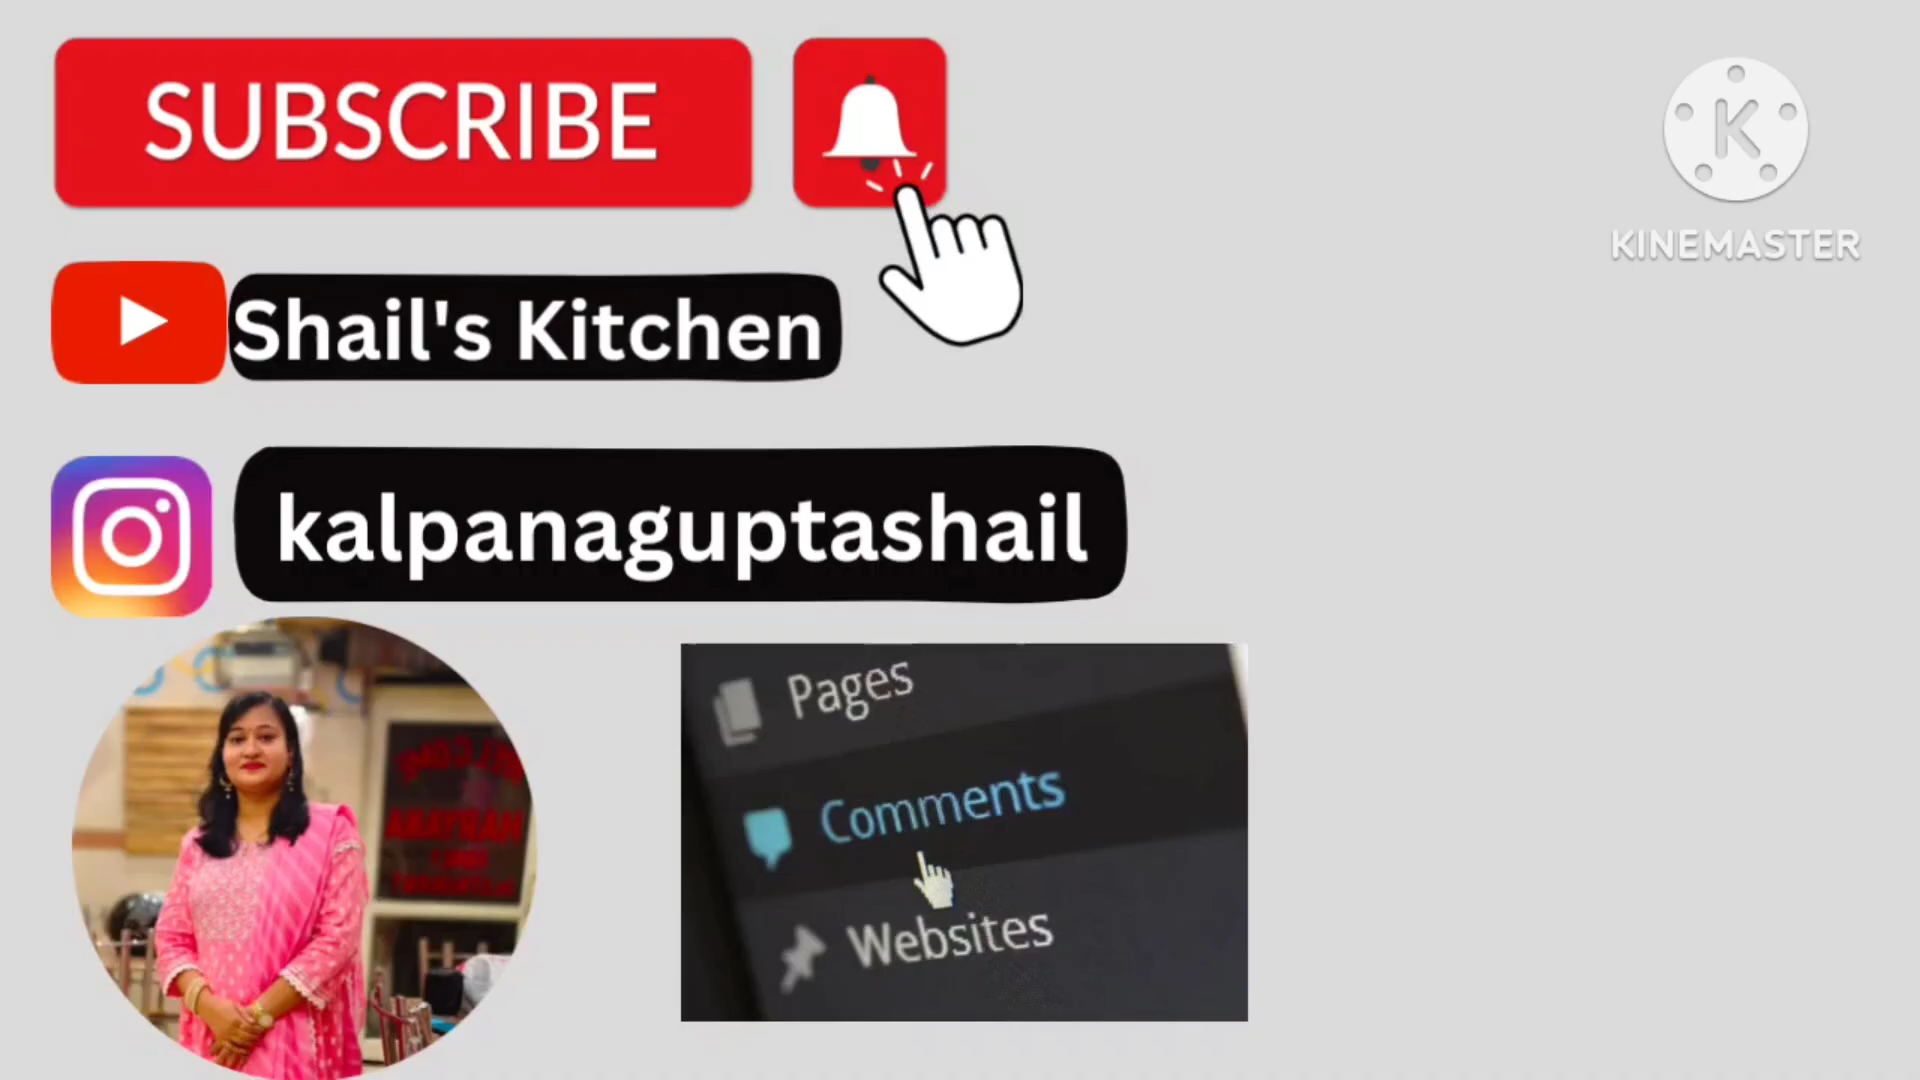 SUBSCRIBE
K
KINEMASTER
Shail's Kitchen
kalpanaguptashail
Pages
Comments
Websites